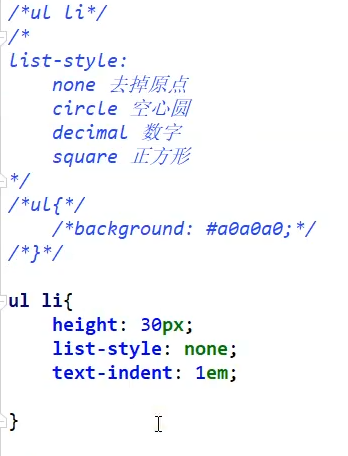 /*ul li*/
/*
list-style:
    none 去掉原点
    circle 空心圆
    decimal 数字
    square 正方形
*/
/*ul{*/
    /*background: #a0a0a0;*/
/*}*/
ul li{
    height: 30px;
    list-style: none;
    text-indent: 1em;
}